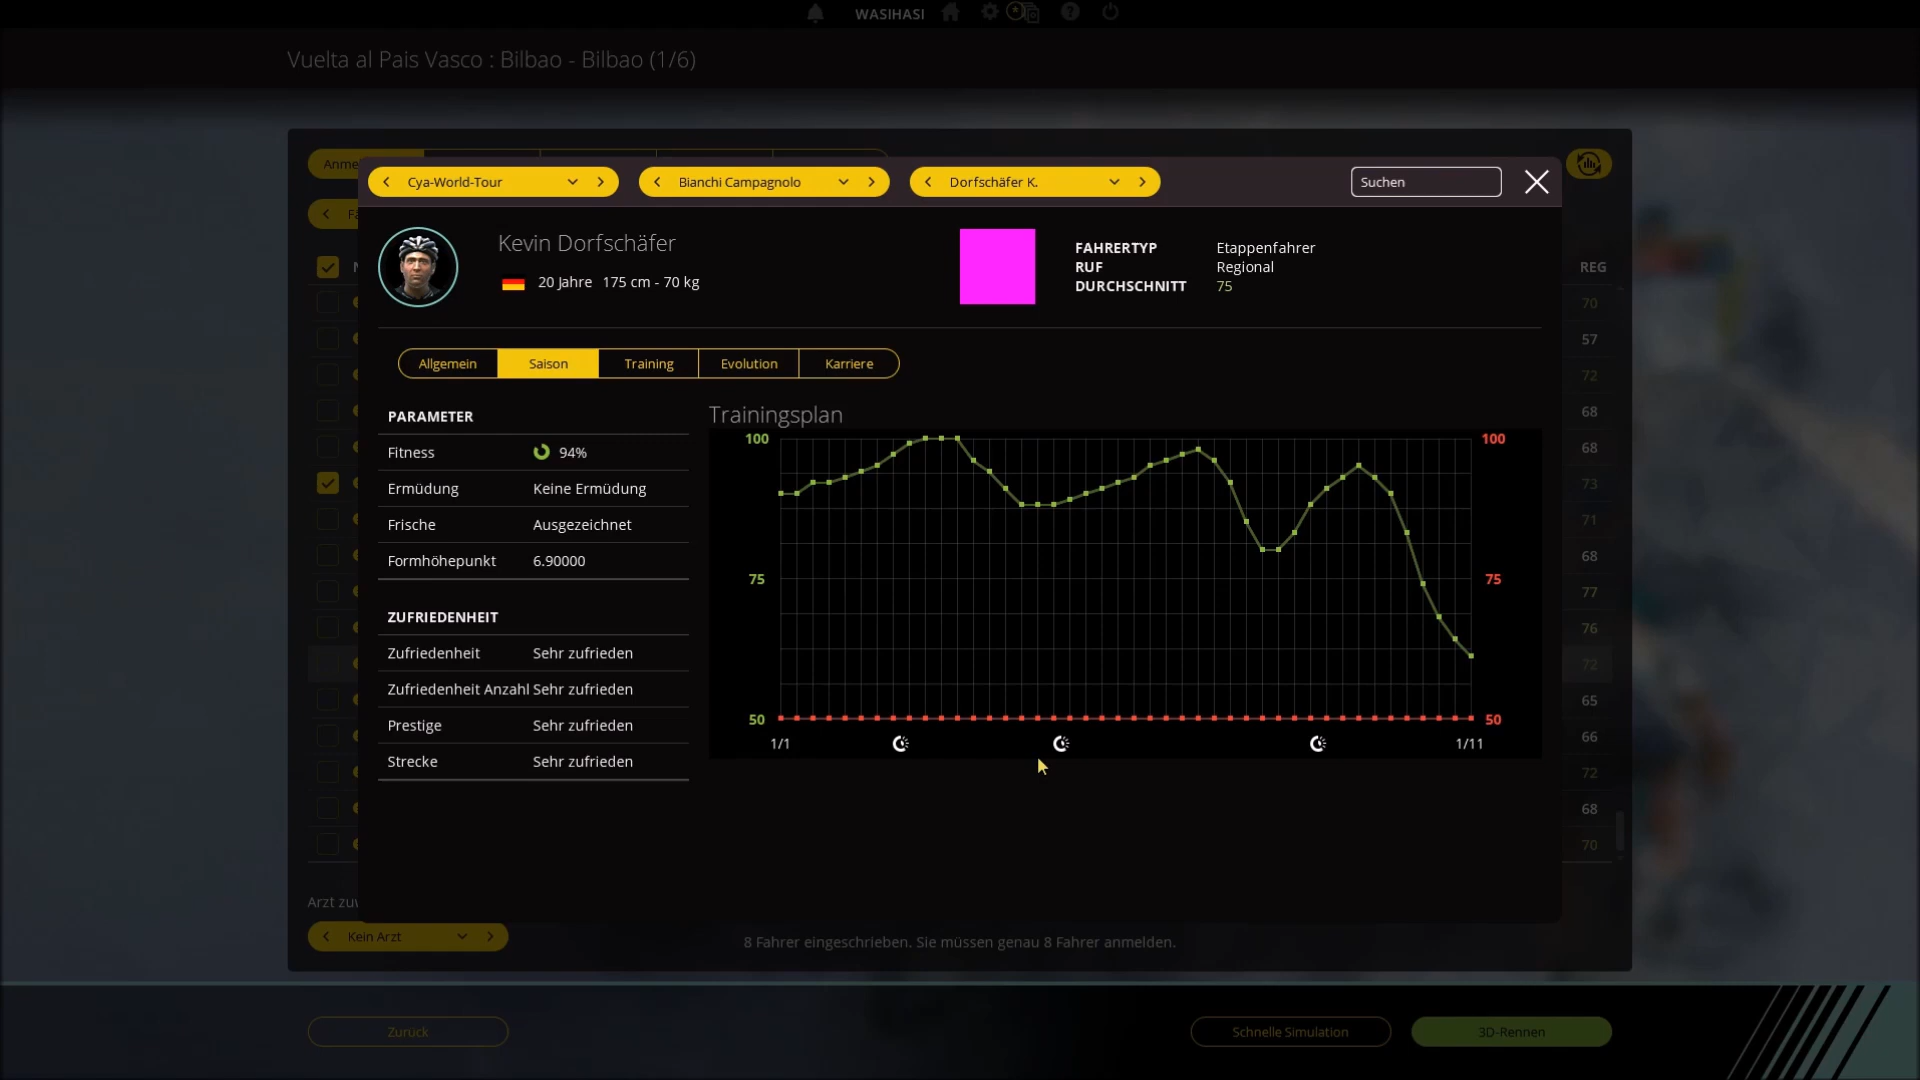 WASIHASI
Vuelta al Pais Vasco : Bilbao - Bilbao (1/6)
Anme
Cya-World-Tour
Bianchi Campagnolo
Dorfschäfer K.
Suchen
Kevin Dorfschäfer
20 Jahre 175 cm - 70 kg
FAHRERTYP Etappenfahrer
RUF Regional
DURCHSCHNITT 75
REG
70
57
72
68
68
73
71
68
77
76
72
65
66
72
68
70
Allgemein Saison Training Evolution Karriere
PARAMETER
Fitness 94%
Ermüdung Keine Ermüdung
Frische Ausgezeichnet
Formhöhepunkt 6.90000
ZUFRIEDENHEIT
Zufriedenheit Sehr zufrieden
Zufriedenheit Anzahl Sehr zufrieden
Prestige Sehr zufrieden
Strecke Sehr zufrieden
Trainingsplan
100 100
75 75
50 50
1/1 1/11
Arzt zuw
Kein Arzt
8 Fahrer eingeschrieben. Sie müssen genau 8 Fahrer anmelden.
Zurück
Schnelle Simulation
3D-Rennen